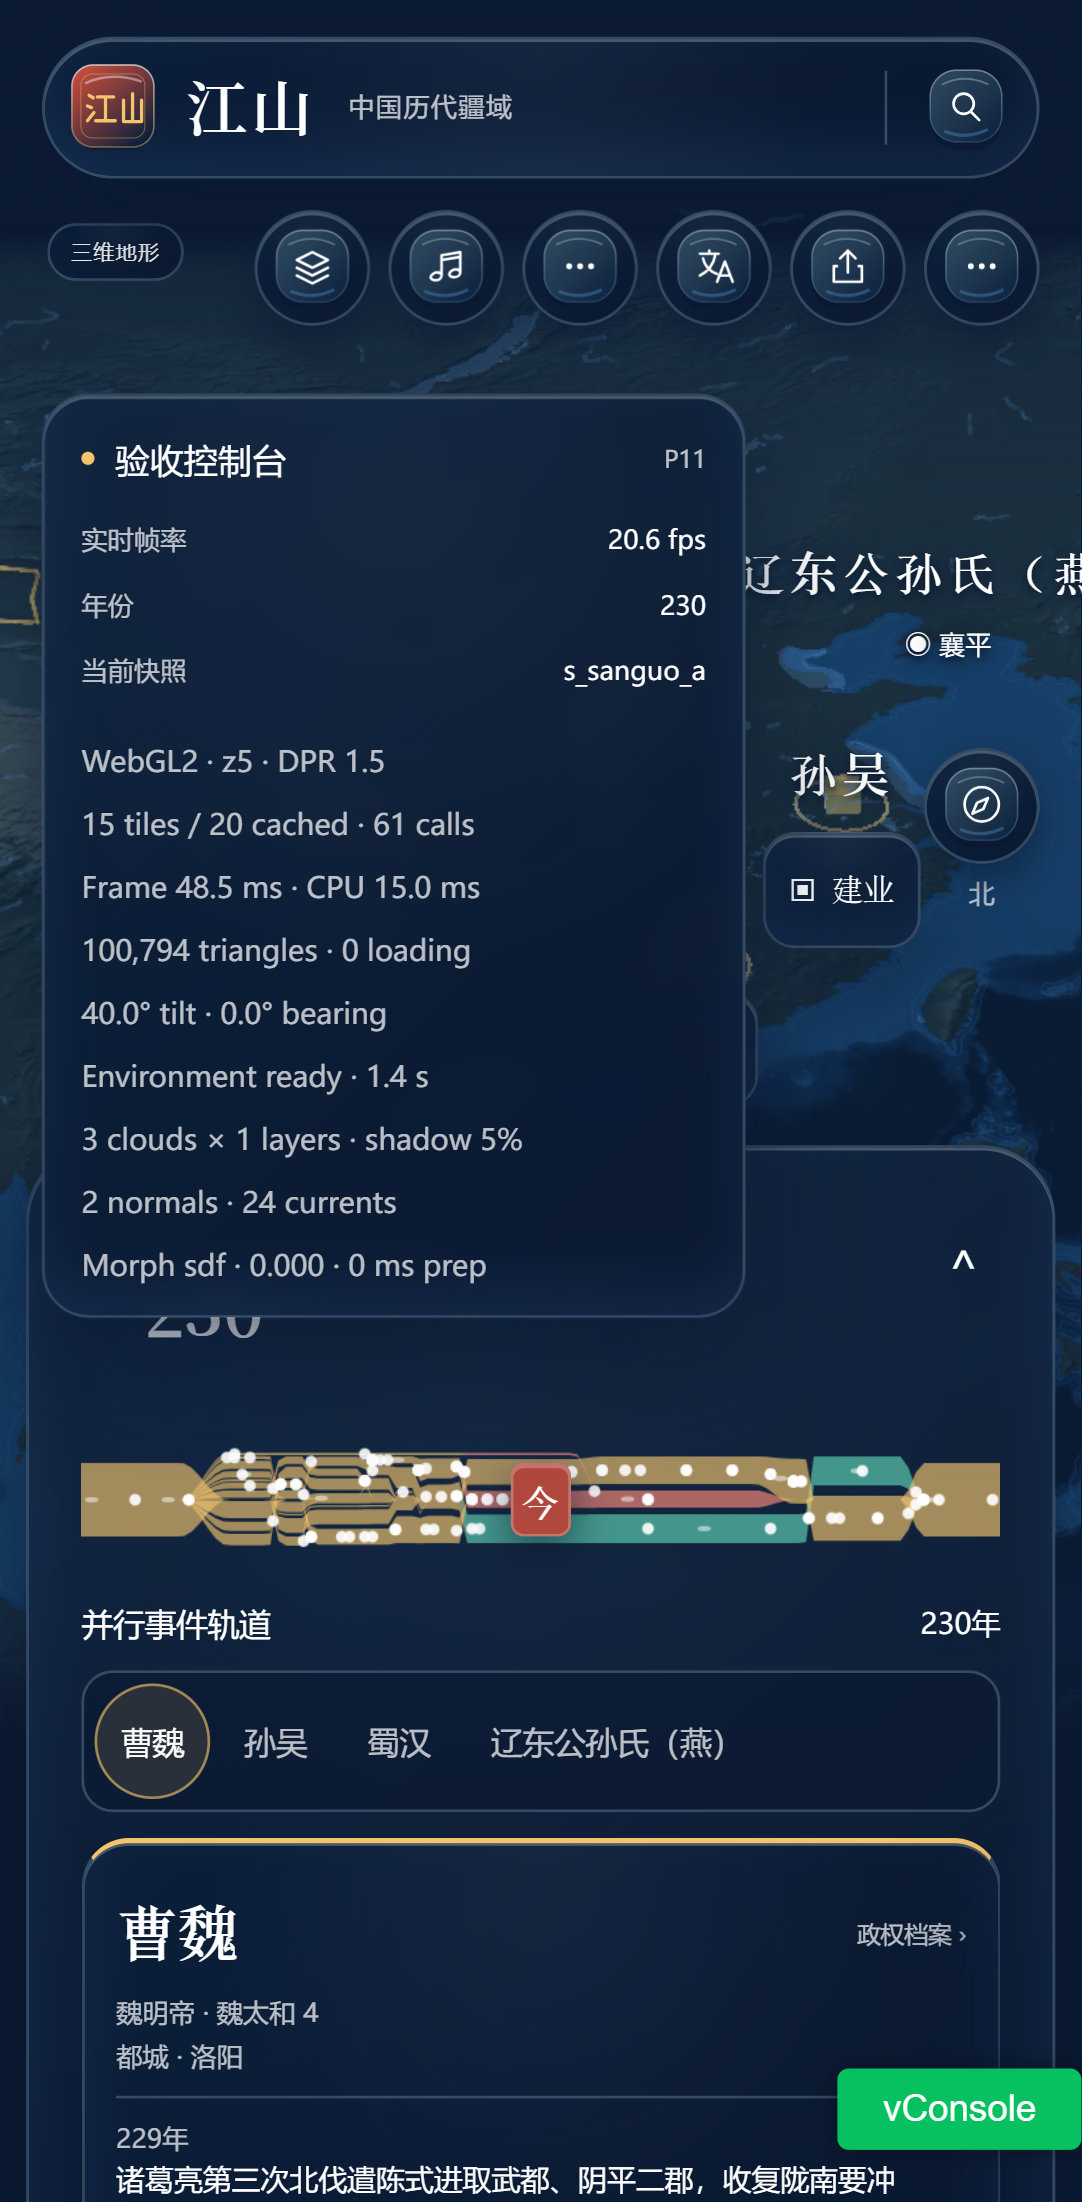 江山 江山 中国历代疆域
三维地形
验收控制台 P11
实时帧率 20.6 fps
年份 230
当前快照 s_sanguo_a
WebGL2 · z5 · DPR 1.5
15 tiles / 20 cached · 61 calls
Frame 48.5 ms · CPU 15.0 ms
100,794 triangles · 0 loading
40.0° tilt · 0.0° bearing
Environment ready · 1.4 s
3 clouds × 1 layers · shadow 5%
2 normals · 24 currents
Morph sdf · 0.000 · 0 ms prep
辽东公孙氏（燕
襄平
孙吴
建业
北
230
今
并行事件轨道 230年
曹魏 孙吴 蜀汉 辽东公孙氏（燕）
曹魏 政权档案 ›
魏明帝 · 魏太和 4
都城 · 洛阳
229年
诸葛亮第三次北伐遣陈式进取武都、阴平二郡，收复陇南要冲
vConsole